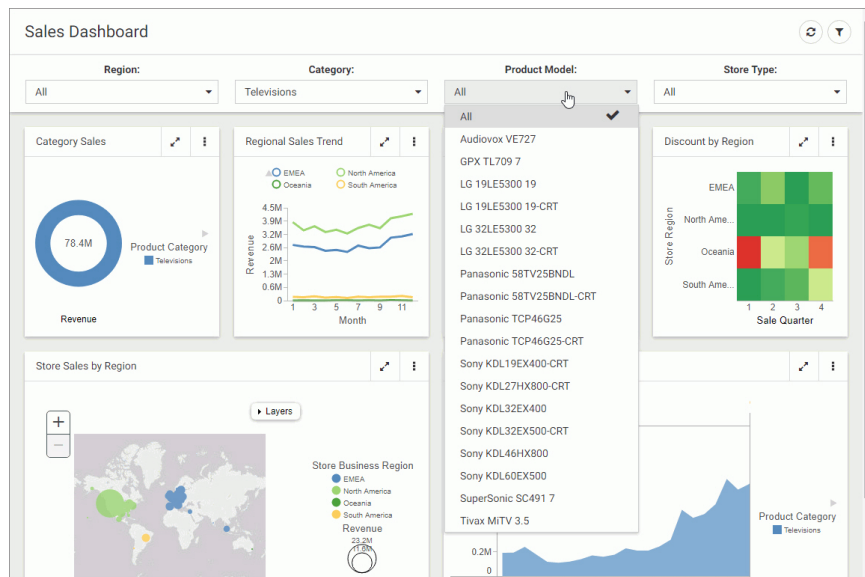 Sales Dashboard
Region:
Category:
Product Model:
Store Type:
All
Televisions
All
All
All
Audiovox VE727
GPX TL709 7
LG 19LE5300 19
LG 19LE5300 19-CRT
LG 32LE5300 32
LG 32LE5300 32-CRT
Panasonic 58TV25BNDL
Panasonic 58TV25BNDL-CRT
Panasonic TCP46G25
Panasonic TCP46G25-CRT
Sony KDL19EX400-CRT
Sony KDL27HX800-CRT
Sony KDL32EX400
Sony KDL32EX500-CRT
Sony KDL46HX800
Sony KDL60EX500
SuperSonic SC491 7
Tivax MiTV 3.5
Category Sales
78.4M
Product Category
Televisions
Revenue
Regional Sales Trend
EMEA
North America
Oceania
South America
4.5M
3.9M
3.2M
2.6M
2M
1.3M
0.6M
0
Revenue
1 3 5 7 9 11
Month
Discount by Region
Store Region
EMEA
North Ame...
Oceania
South Ame...
1 2 3 4
Sale Quarter
Store Sales by Region
+
−
Layers
Store Business Region
EMEA
North America
Oceania
South America
Revenue
23.2M
11.6M
0.2M
0
Product Category
Televisions